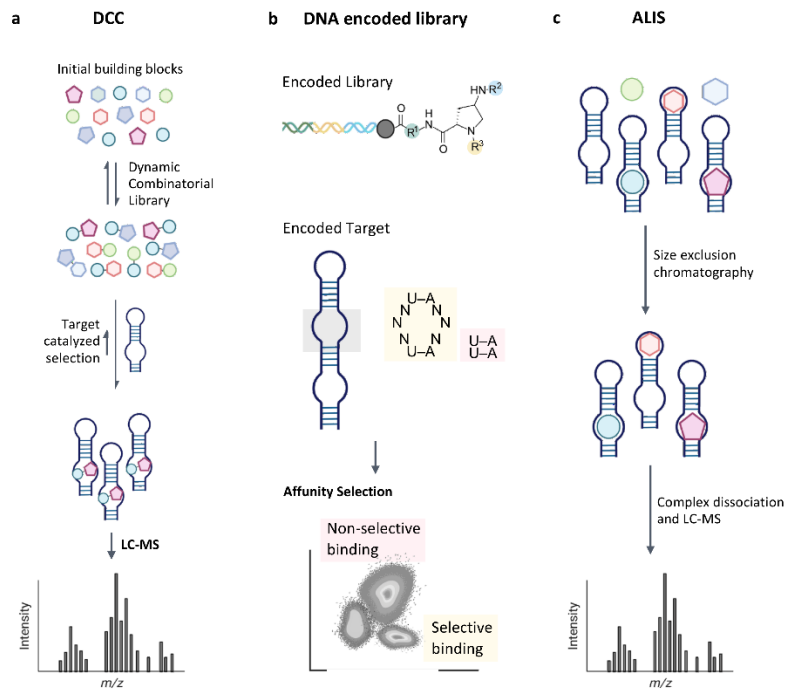 a DCC
Initial building blocks
Dynamic
Combinatorial
Library
Target
catalyzed
selection
LC-MS
Intensity
m/z
b DNA encoded library
Encoded Library
HN-R²
O
R¹
H
N
O
N
R³
Encoded Target
U–A
N N
N N
N N
U–A
U–A
U–A
Affunity Selection
Non-selective
binding
Selective
binding
c ALIS
Size exclusion
chromatography
Complex dissociation
and LC-MS
Intensity
m/z